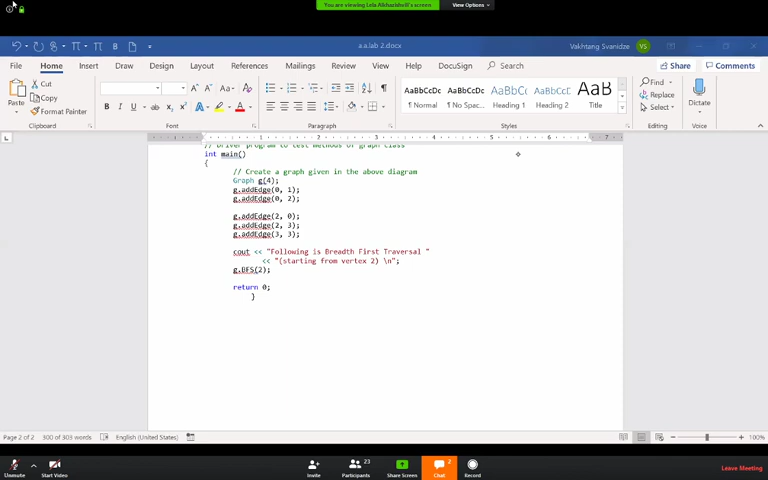 You are viewing Lela Alkhazishvili's screen View Options
a.a.lab 2.docx
Vakhtang Svanidze VS
File Home Insert Draw Design Layout References Mailings Review View Help DocuSign Search Share Comments
Paste Cut Copy Format Painter
Clipboard Font Paragraph Styles Editing Voice
AaBbCcDc AaBbCcDc AaBbCcD AaBbCcD AaB
¶ Normal ¶ No Spac... Heading 1 Heading 2 Title
Find Replace Select Dictate
// Driver program to test methods of graph class
int main()
{
// Create a graph given in the above diagram
Graph g(4);
g.addEdge(0, 1);
g.addEdge(0, 2);
g.addEdge(2, 0);
g.addEdge(2, 3);
g.addEdge(3, 3);
cout << "Following is Breadth First Traversal "
<< "(starting from vertex 2) \n";
g.BFS(2);
return 0;
}
Page 2 of 2 300 of 303 words English (United States) 100%
Unmute Start Video Invite Participants 23 Share Screen Chat 2 Record Leave Meeting